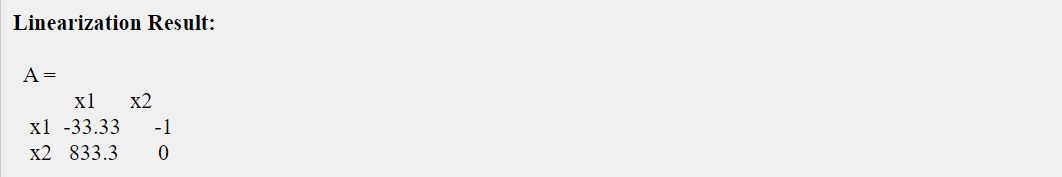 Linearization Result:
A =
x1 x2
x1 -33.33 -1
x2 833.3 0